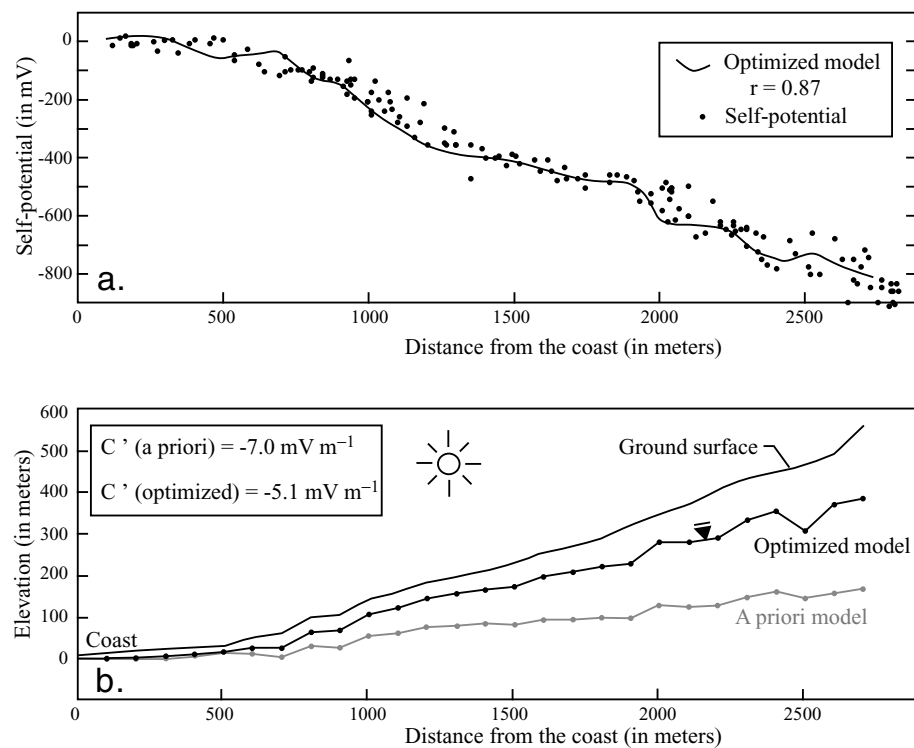 0
-200
-400
-600
-800
Self-potential (in mV)
a.
Optimized model
r = 0.87
Self-potential
0
500
1000
1500
2000
2500
Distance from the coast (in meters)
600
500
400
300
200
100
0
Elevation (in meters)
C ’ (a priori) = -7.0 mV m⁻¹
C’ (optimized) = -5.1 mV m⁻¹
Ground surface
Optimized model
A priori model
Coast
b.
0
500
1000
1500
2000
2500
Distance from the coast (in meters)